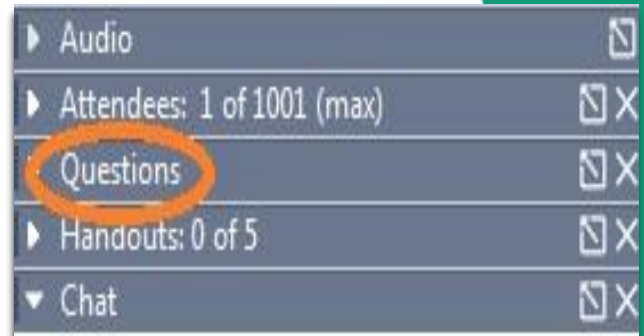 Audio
Attendees: 1 of 1001 (max)
Questions
Handouts: 0 of 5
Chat